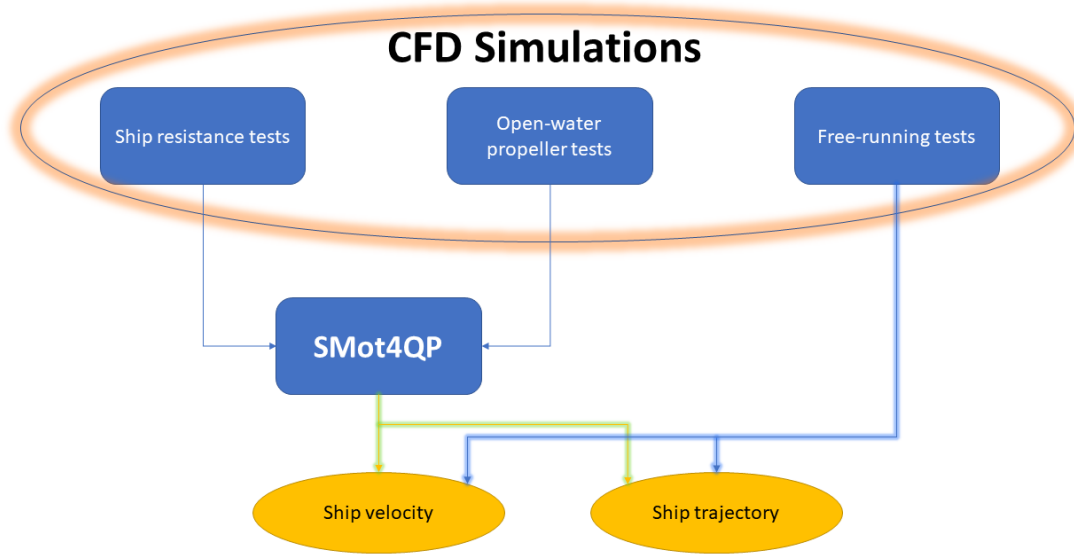 CFD Simulations
Ship resistance tests
Open-water
propeller tests
Free-running tests
SMot4QP
Ship velocity
Ship trajectory